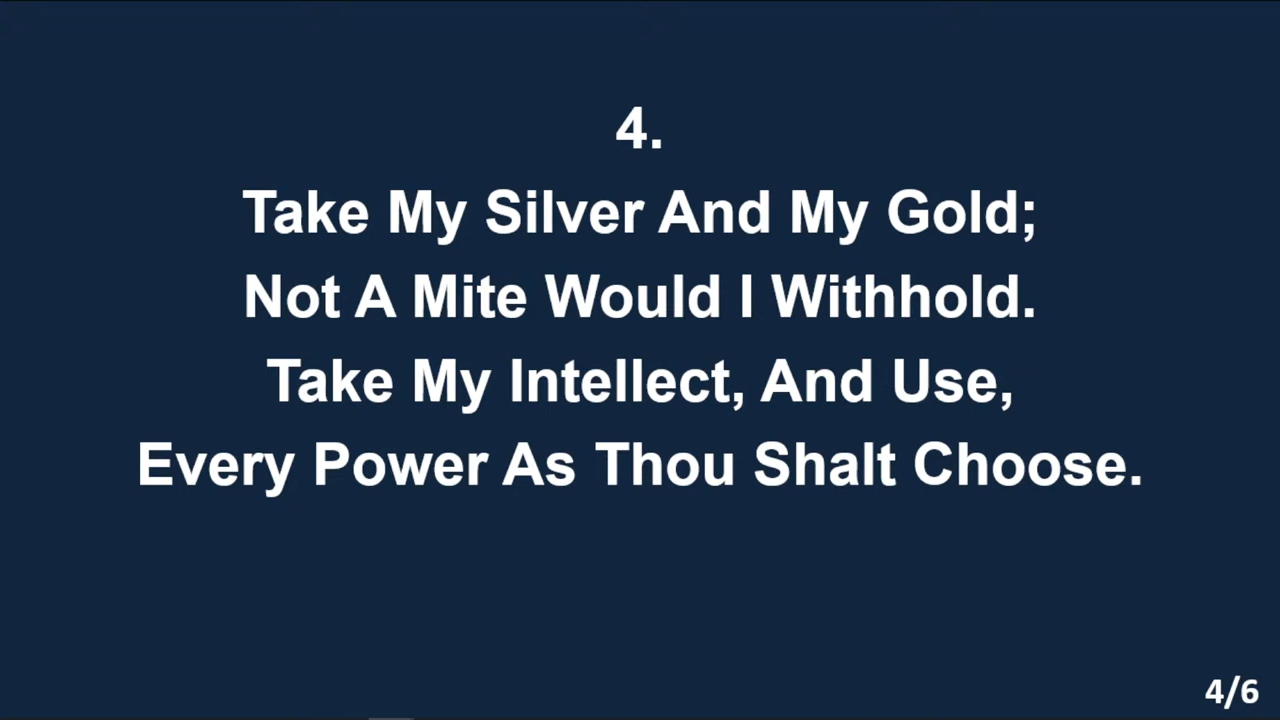 4.
Take My Silver And My Gold;
Not A Mite Would I Withhold.
Take My Intellect, And Use,
Every Power As Thou Shalt Choose.
4/6